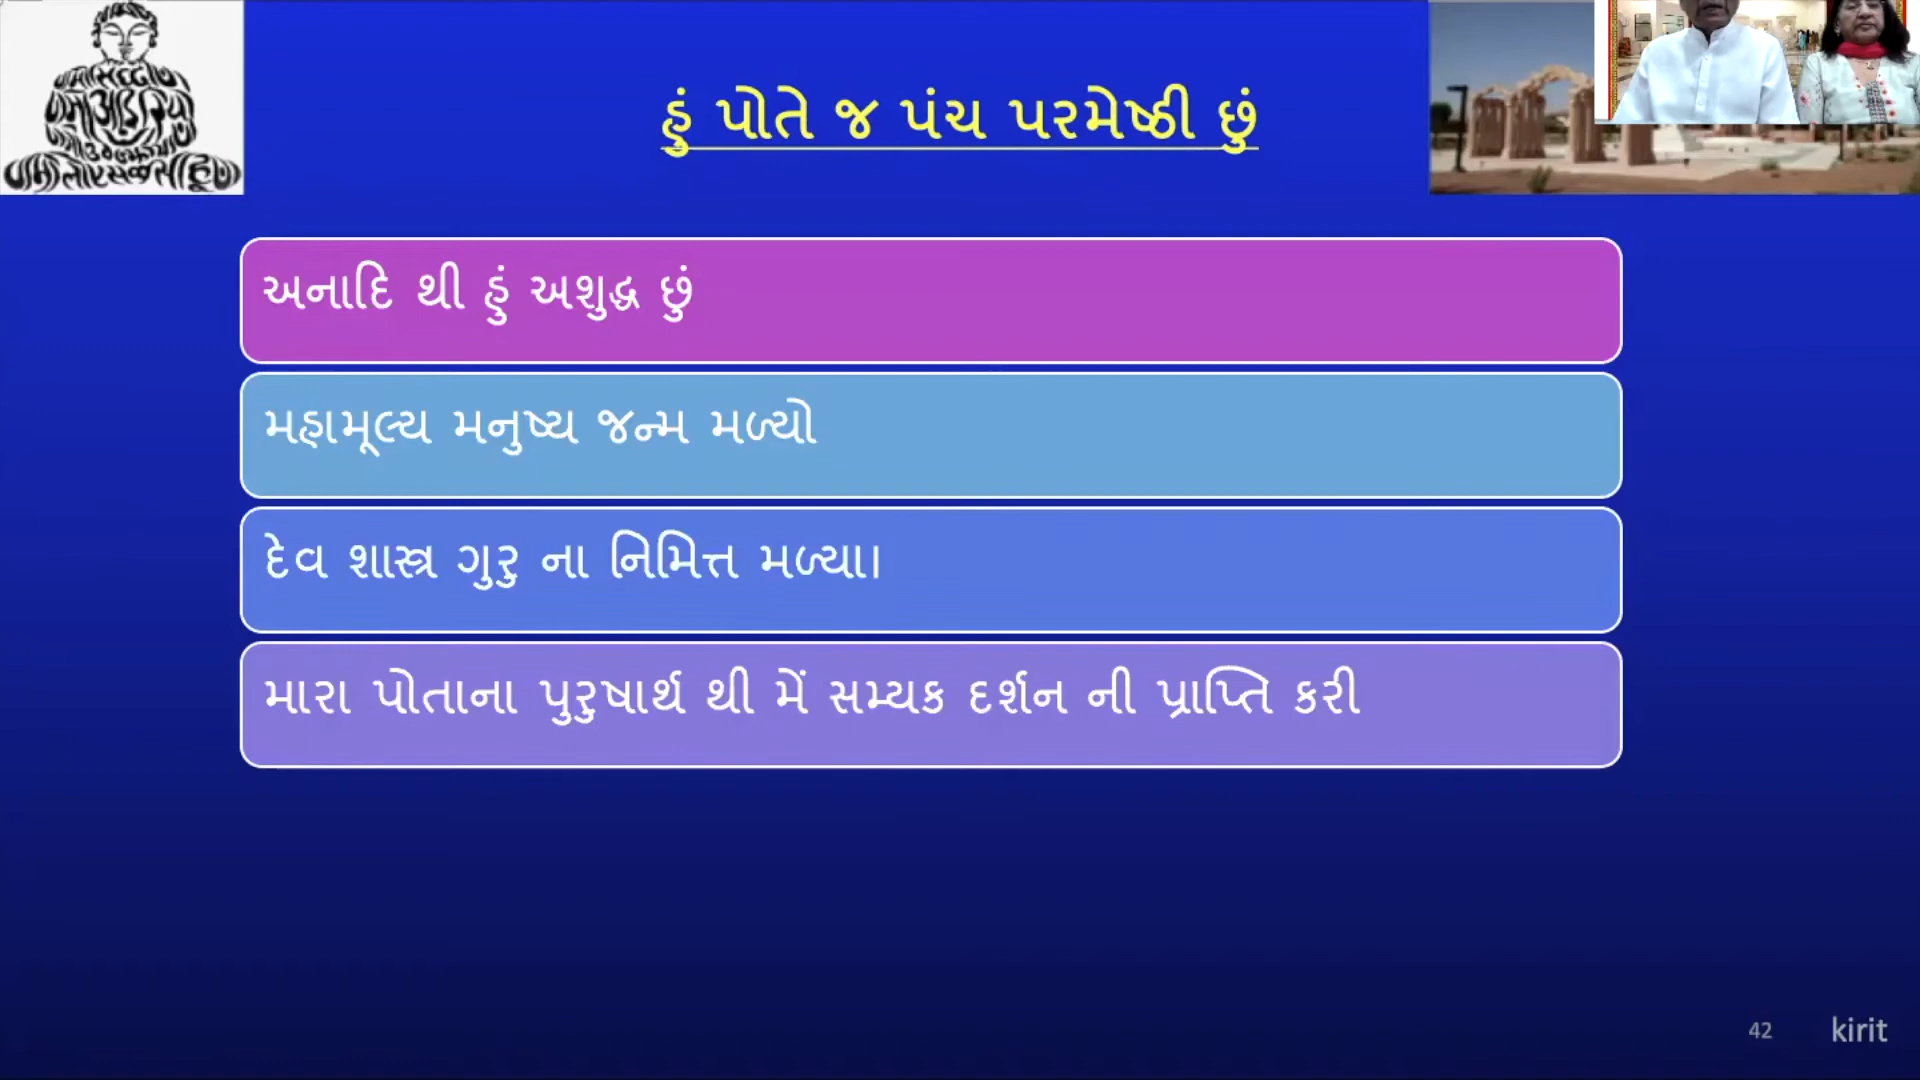 હું પોતે જ પંચ પરમેષ્ઠી છું
અનાદિ થી હું અશુદ્ધ છું
મહામૂલ્ય મનુષ્ય જન્મ મળ્યો
દેવ શાસ્ત્ર ગુરુ ના નિમિત્ત મળ્યા।
મારા પોતાના પુરુષાર્થ થી મેં સમ્યક દર્શન ની પ્રાપ્તિ કરી
42 kirit